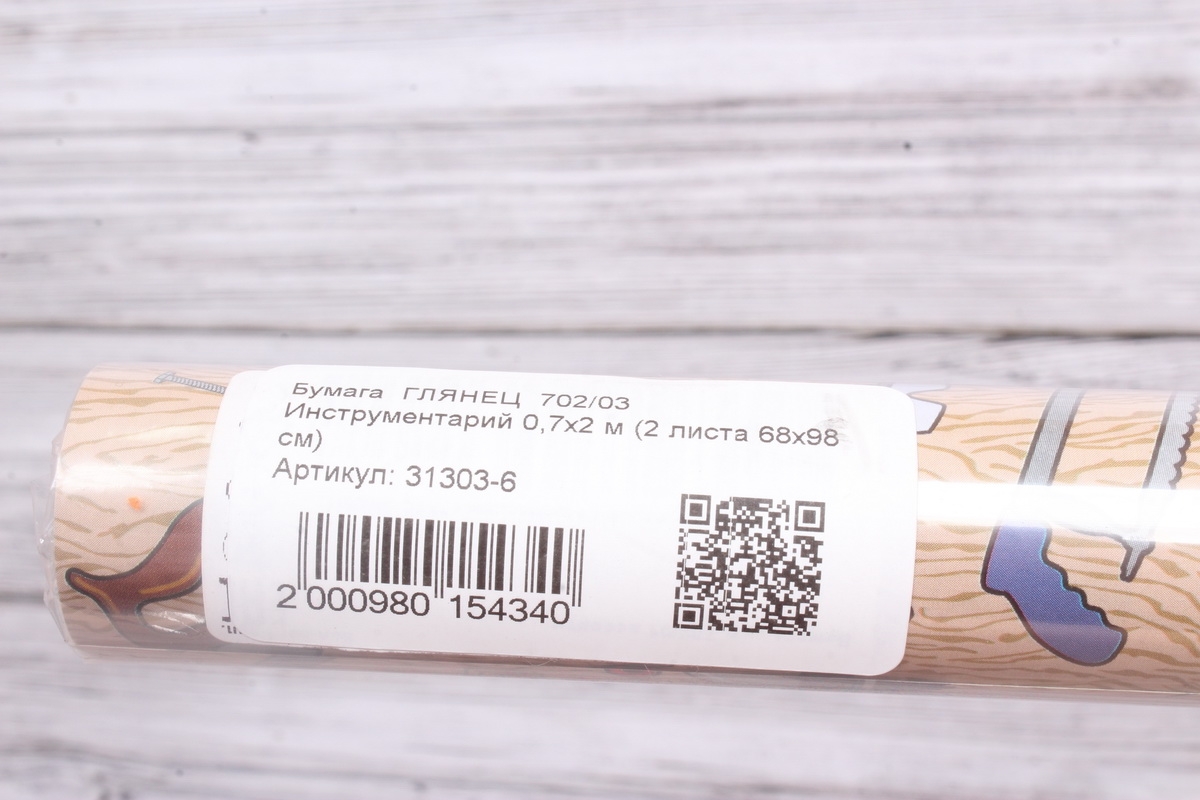 Бумага ГЛЯНЕЦ 702/03
Инструментарий 0,7х2 м (2 листа 68х98
см)
Артикул: 31303-6
2 000980 154340